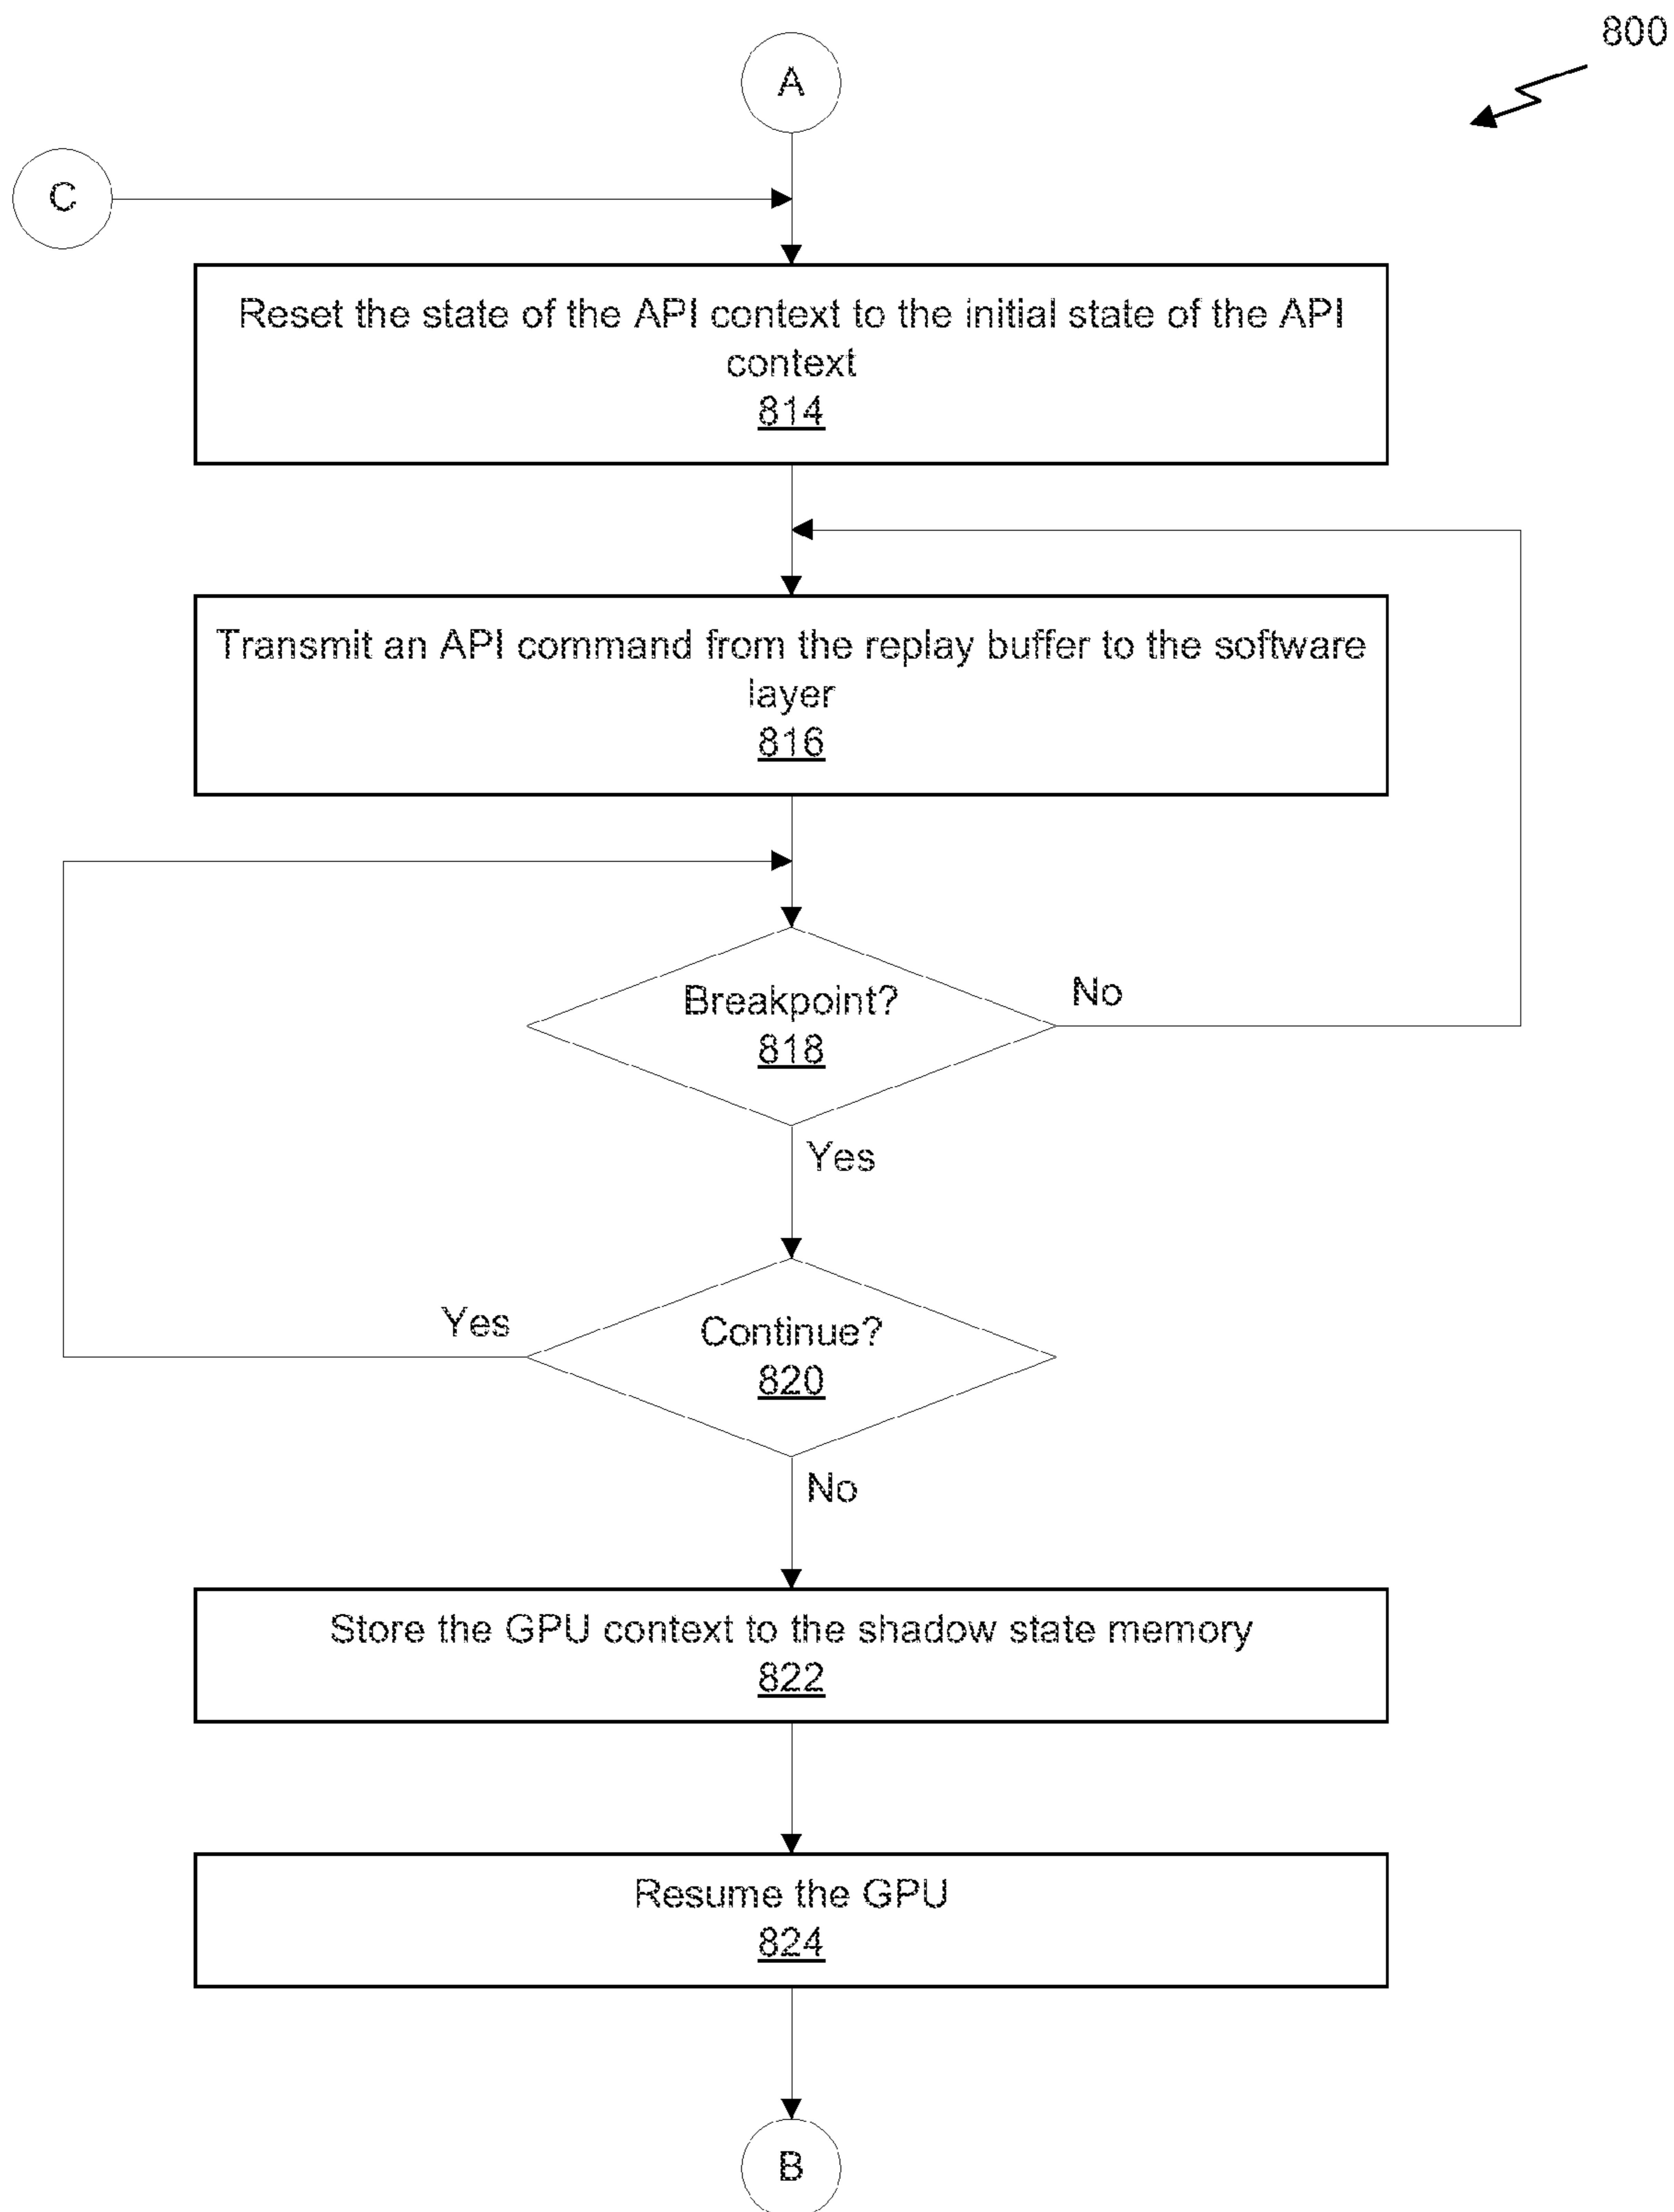 800
A
C
Reset the state of the API context to the initial state of the API
context
814
Transmit an API command from the replay buffer to the software
layer
816
Breakpoint?
818
No
Yes
Continue?
820
Yes
No
Store the GPU context to the shadow state memory
822
Resume the GPU
824
B